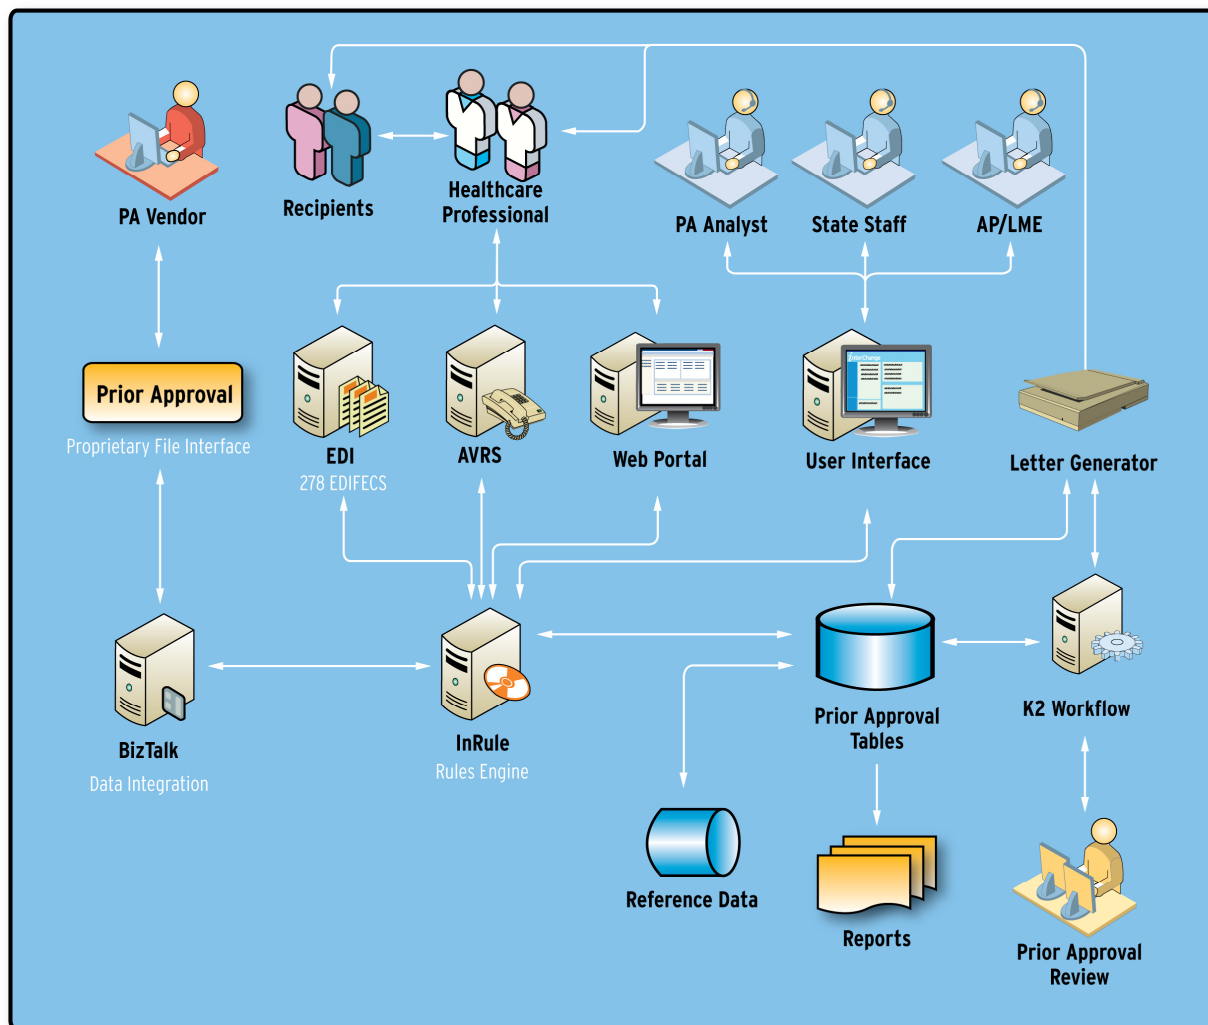 PA Vendor
Recipients
Healthcare
Professional
PA Analyst
State Staff
AP/LME
Prior Approval
Proprietary File Interface
EDI
278 EDIFECS
AVRS
Web Portal
interChange
User Interface
Letter Generator
BizTalk
Data Integration
InRule
Rules Engine
Prior Approval
Tables
K2 Workflow
Reference Data
Reports
Prior Approval
Review